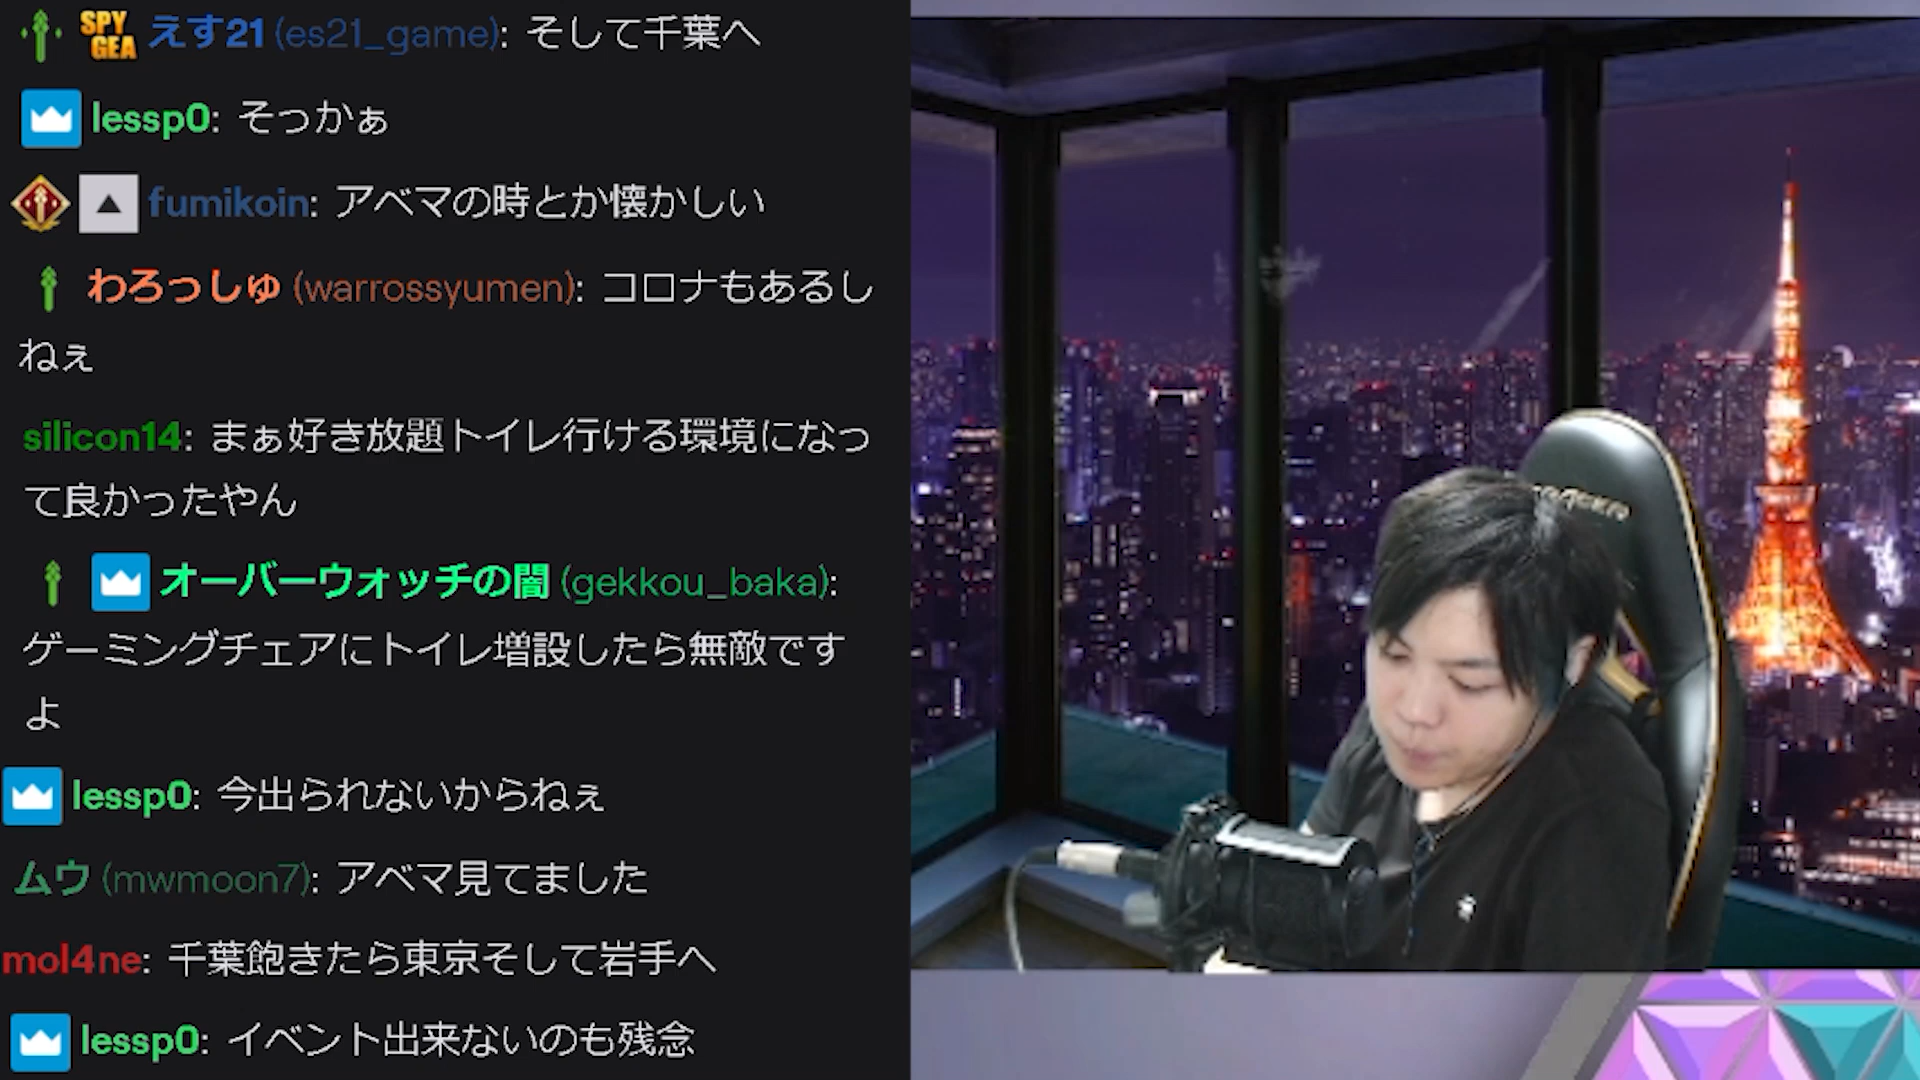 SPY GEA えす21 (es21_game): そして千葉へ
lessp0: そっかぁ
fumikoin: アベマの時とか懐かしい
わろっしゅ (warrossyumen): コロナもあるし
ねぇ
silicon14: まぁ好き放題トイレ行ける環境になっ
て良かったやん
オーバーウォッチの闇 (gekkou_baka):
ゲーミングチェアにトイレ増設したら無敵です
よ
lessp0: 今出られないからねぇ
ムウ (mwmoon7): アベマ見てました
mol4ne: 千葉飽きたら東京そして岩手へ
lessp0: イベント出来ないのも残念